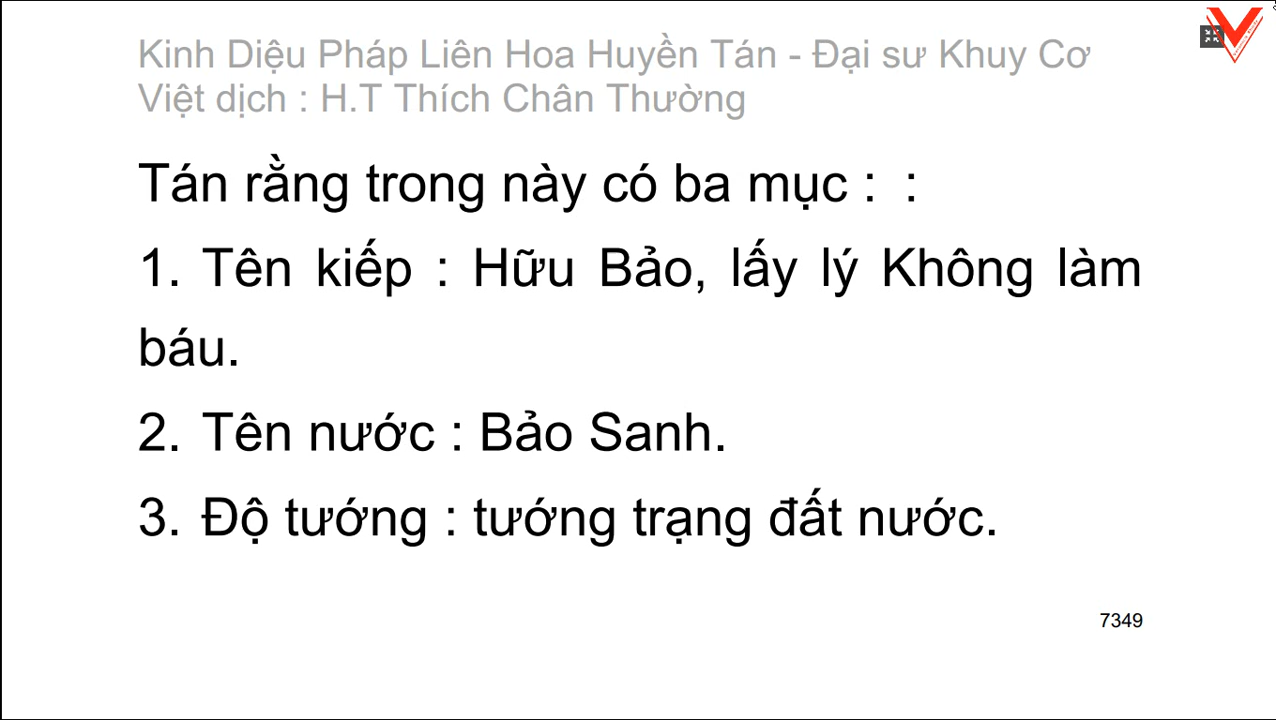 Kinh Diệu Pháp Liên Hoa Huyền Tán - Đại sư Khuy Cơ
Việt dịch : H.T Thích Chân Thường
Tán rằng trong này có ba mục :  :
1. Tên kiếp : Hữu Bảo, lấy lý Không làm
báu.
2. Tên nước : Bảo Sanh.
3. Độ tướng : tướng trạng đất nước.
7349